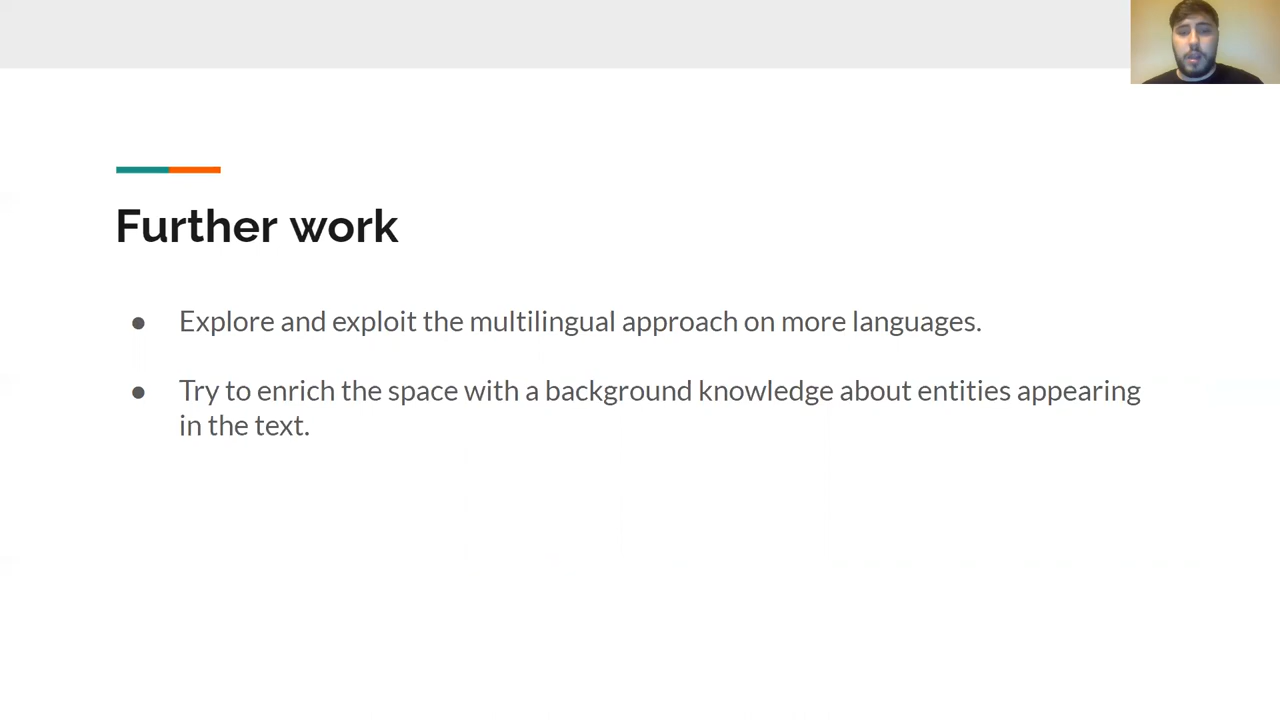 Further work
● Explore and exploit the multilingual approach on more languages.
● Try to enrich the space with a background knowledge about entities appearing
in the text.